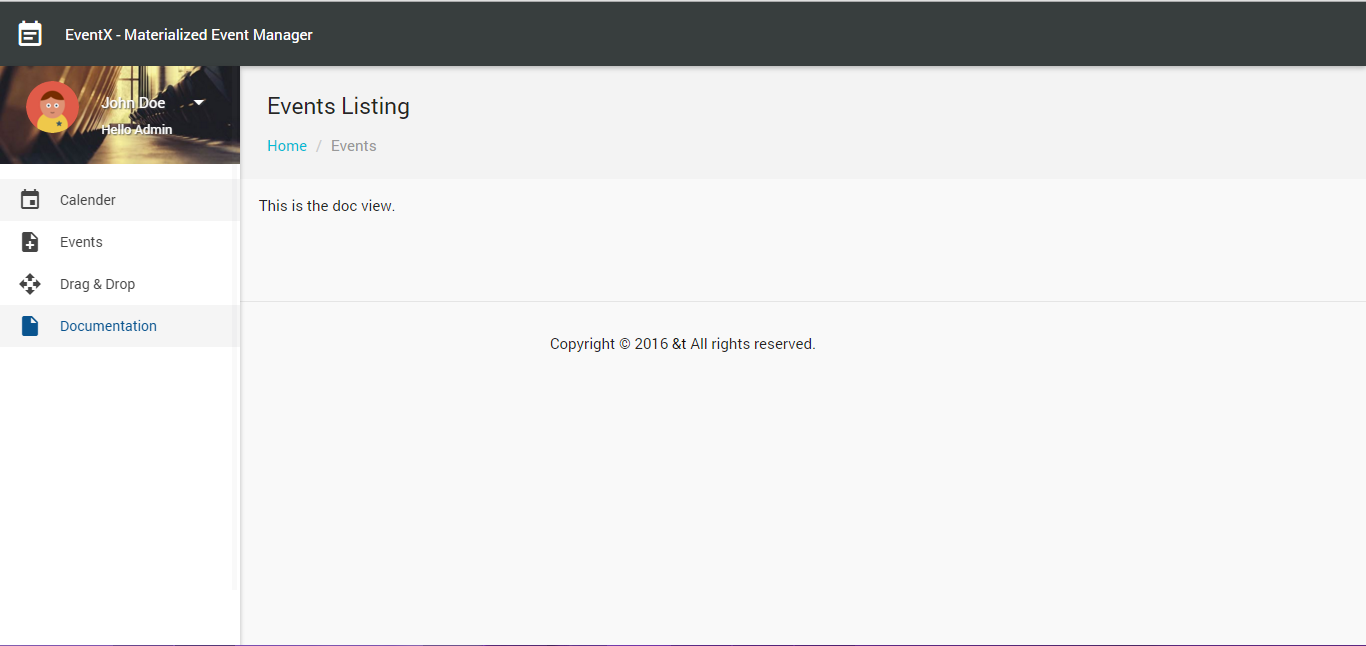 EventX - Materialized Event Manager
John Doe
Hello Admin
Calender
Events
Drag & Drop
Documentation
Events Listing
Home / Events
This is the doc view.
Copyright © 2016 &t All rights reserved.